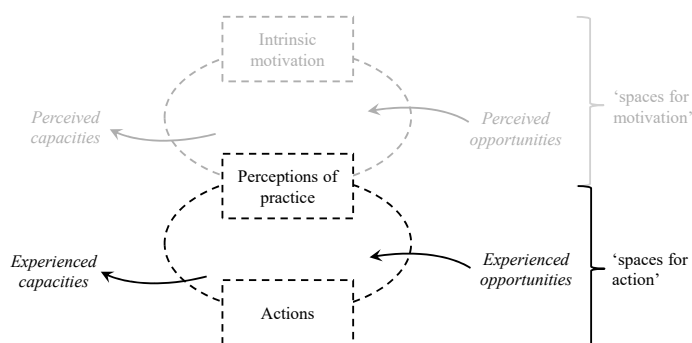 Intrinsic
motivation
‘spaces for
motivation’
Perceived
capacities
Perceived
opportunities
Perceptions of
practice
Experienced
capacities
Experienced
opportunities
‘spaces for
action’
Actions